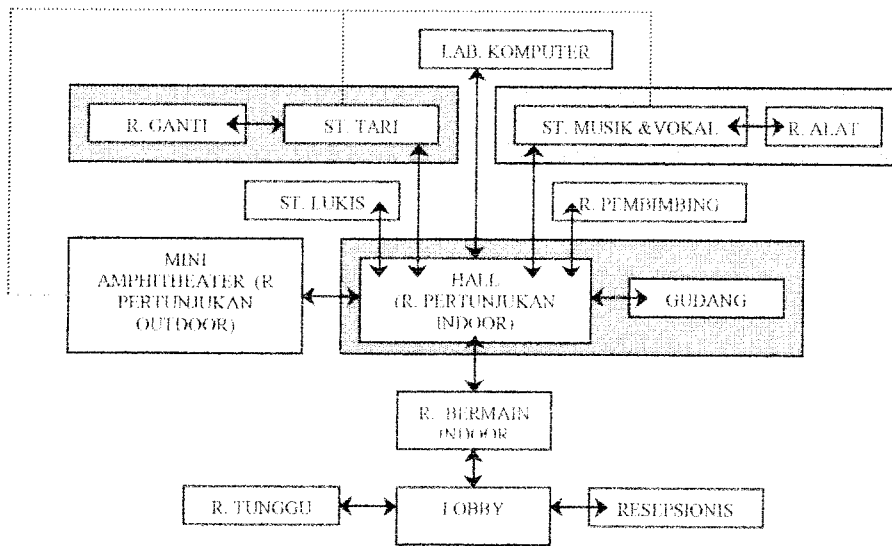 LAB. KOMPUTER
R. GANTI
ST. TARI
ST. MUSIK &VOKAL
R. ALAT
ST. LUKIS
R. PEMBIMBING
MINI
AMPHITHEATER (R
PERTUNJUKAN
OUTDOOR)
HALL
(R. PERTUNJUKAN
INDOOR)
GUDANG
R. BERMAIN
INDOOR
R. TUNGGU
LOBBY
RESEPSIONIS